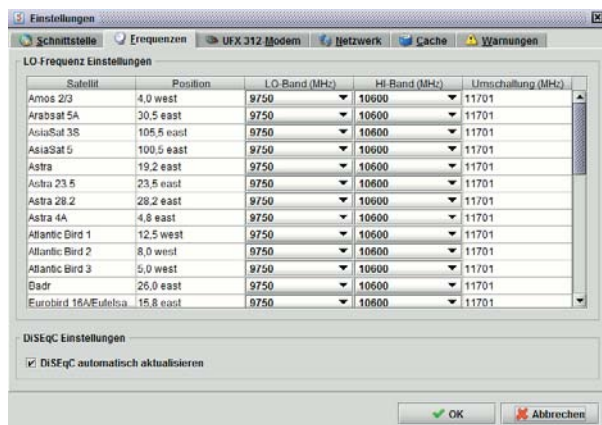 Einstellungen
Schnittstelle Frequenzen UFX 312-Modem Netzwerk Cache Warnungen
LO-Frequenz Einstellungen
Satellit Position LO-Band (MHz) HI-Band (MHz) Umschaltung (MHz)
Amos 2/3 4,0 west 9750 10600 11701
Arabsat 5A 30,5 east 9750 10600 11701
AsiaSat 3S 105,5 east 9750 10600 11701
AsiaSat 5 100,5 east 9750 10600 11701
Astra 19,2 east 9750 10600 11701
Astra 23.5 23,5 east 9750 10600 11701
Astra 28.2 28,2 east 9750 10600 11701
Astra 4A 4,8 east 9750 10600 11701
Atlantic Bird 1 12,5 west 9750 10600 11701
Atlantic Bird 2 8,0 west 9750 10600 11701
Atlantic Bird 3 5,0 west 9750 10600 11701
Badr 26,0 east 9750 10600 11701
Eurobird 16A/Eutelsa... 15,8 east 9750 10600 11701
DiSEqC Einstellungen
DiSEqC automatisch aktualisieren
OK Abbrechen